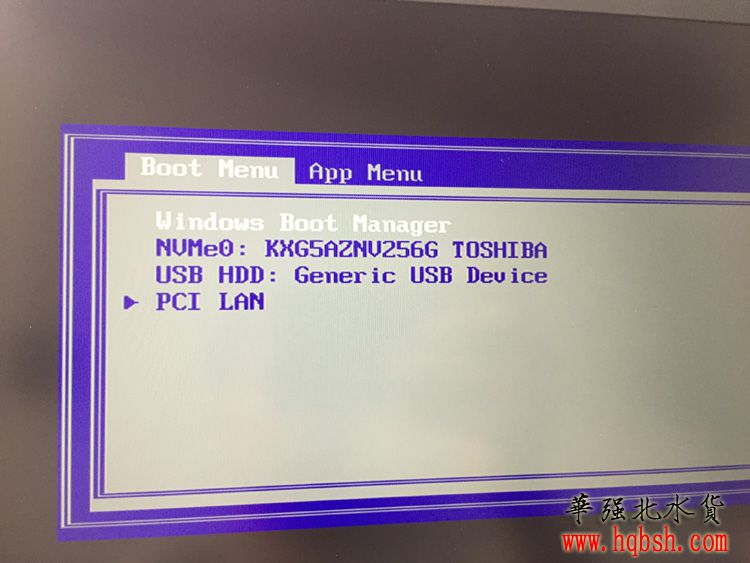 Boot Menu App Menu
Windows Boot Manager
NVMe0: KXG5AZNV256G TOSHIBA
USB HDD: Generic USB Device
PCI LAN
華强北水貨
www.hqbsh.com